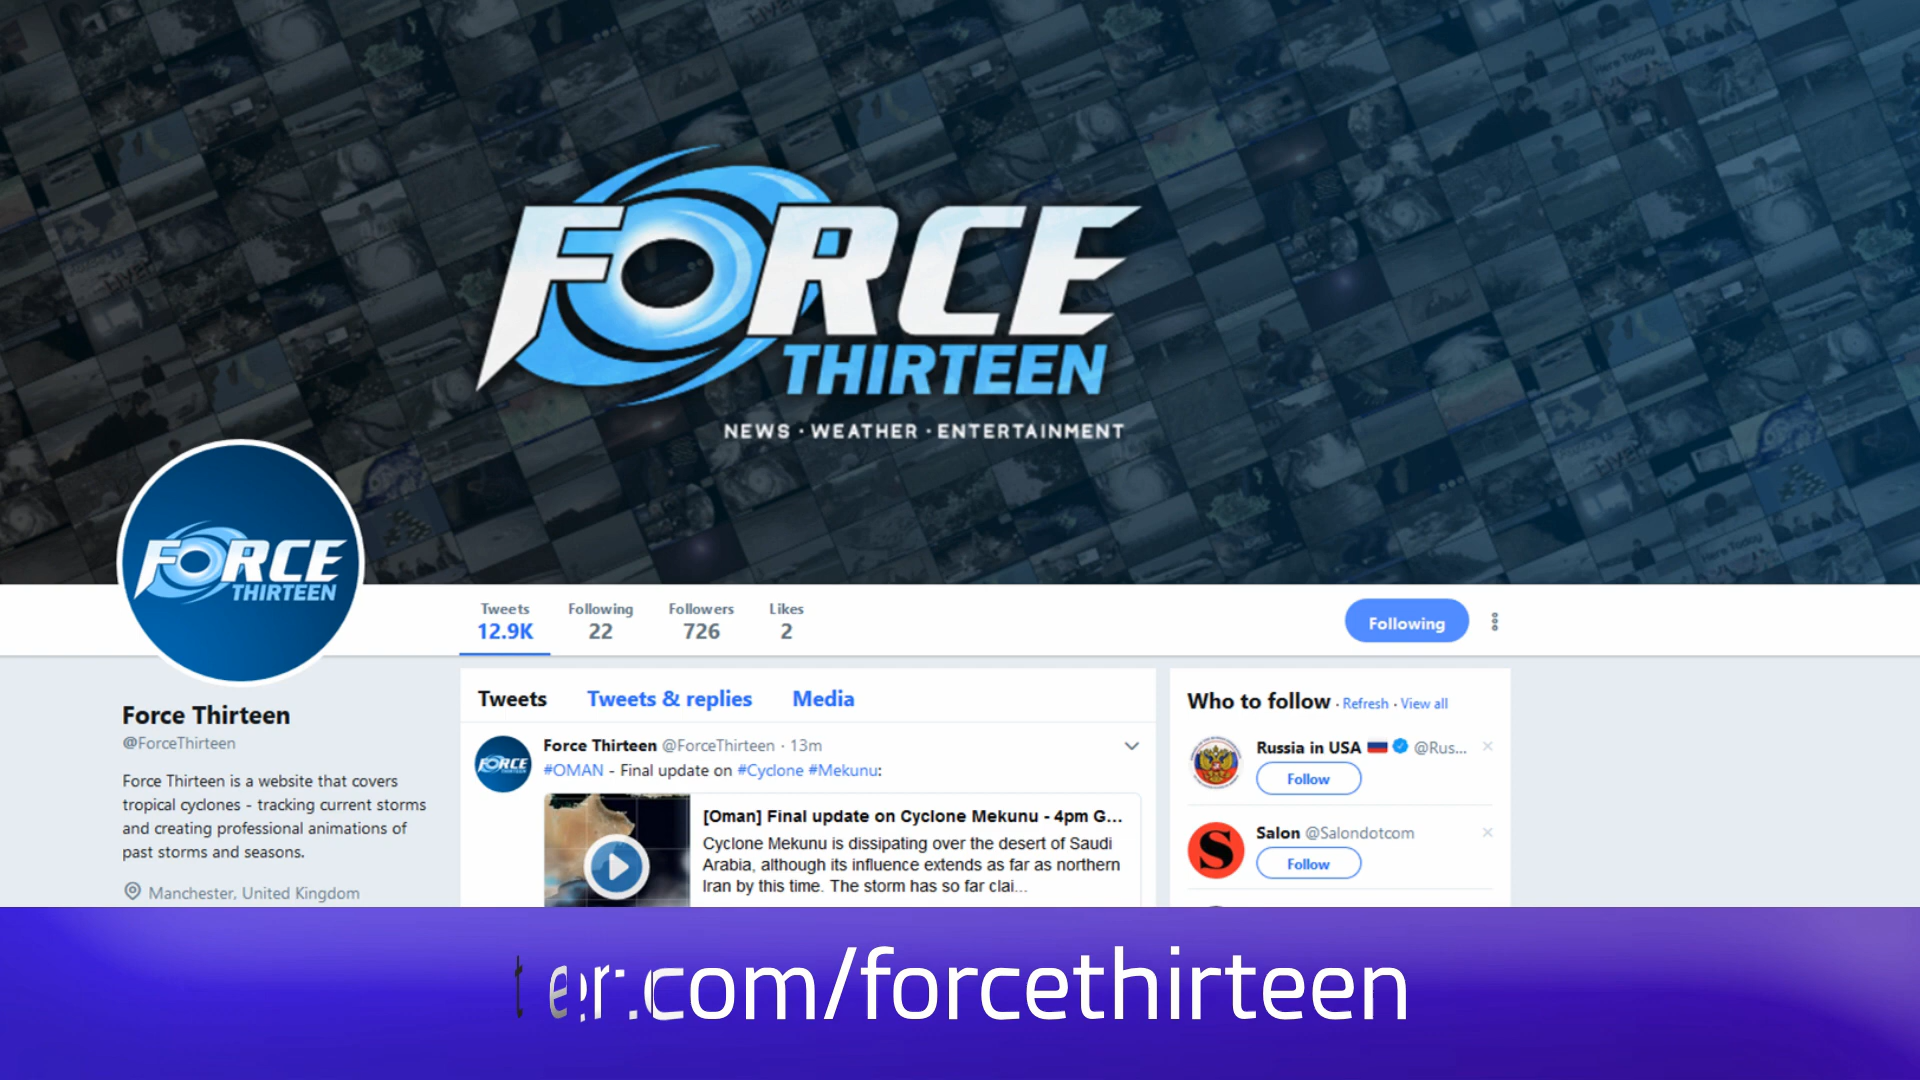 FORCE
THIRTEEN
NEWS · WEATHER · ENTERTAINMENT
FORCE
THIRTEEN
Tweets Following Followers Likes
12.9K 22 726 2
Following
Force Thirteen
@ForceThirteen
Force Thirteen is a website that covers
tropical cyclones - tracking current storms
and creating professional animations of
past storms and seasons.
Manchester, United Kingdom
Tweets Tweets & replies Media
FORCE
THIRTEEN
Force Thirteen @ForceThirteen · 13m
#OMAN - Final update on #Cyclone #Mekunu:
[Oman] Final update on Cyclone Mekunu - 4pm G...
Cyclone Mekunu is dissipating over the desert of Saudi
Arabia, although its influence extends as far as northern
Iran by this time. The storm has so far clai...
Who to follow · Refresh · View all
Russia in USA @Rus...
Follow
S
Salon @Salondotcom
Follow
ter.com/forcethirteen